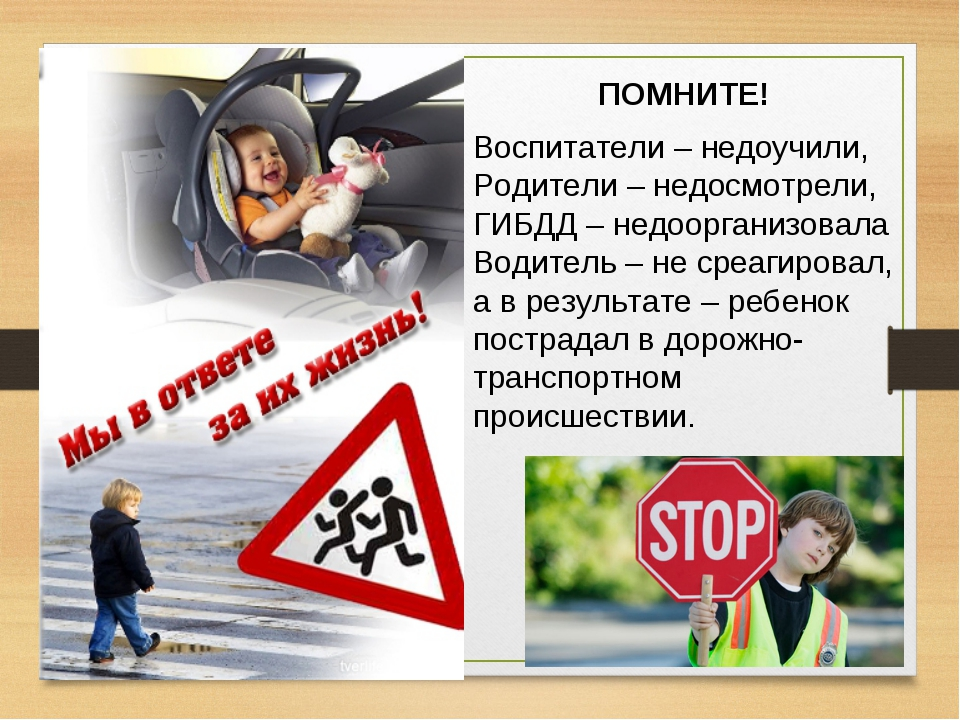 ПОМНИТЕ!
Воспитатели – недоучили,
Родители – недосмотрели,
ГИБДД – недоорганизовала
Водитель – не среагировал,
а в результате – ребенок
пострадал в дорожно-
транспортном
происшествии.
Мы в ответе
за их жизнь!
STOP